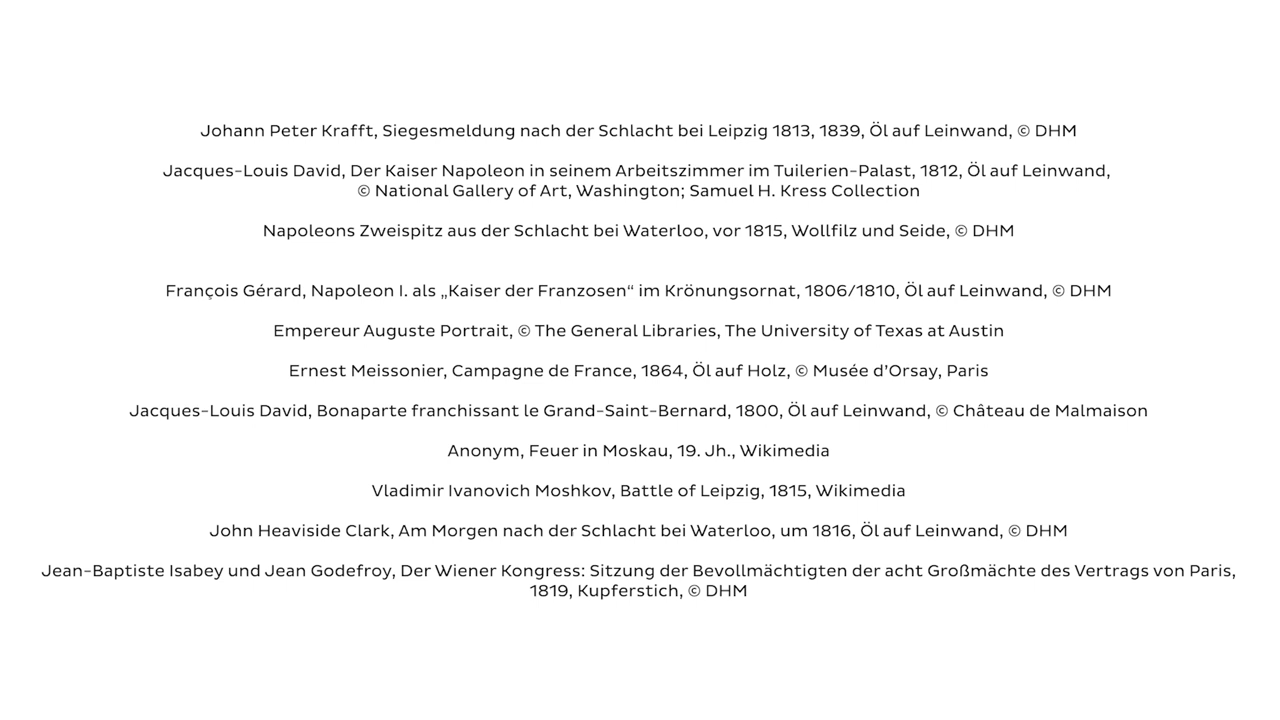 Johann Peter Krafft, Siegesmeldung nach der Schlacht bei Leipzig 1813, 1839, Öl auf Leinwand, © DHM
Jacques-Louis David, Der Kaiser Napoleon in seinem Arbeitszimmer im Tuilerien-Palast, 1812, Öl auf Leinwand,
© National Gallery of Art, Washington; Samuel H. Kress Collection
Napoleons Zweispitz aus der Schlacht bei Waterloo, vor 1815, Wollfilz und Seide, © DHM
François Gérard, Napoleon I. als „Kaiser der Franzosen“ im Krönungsornat, 1806/1810, Öl auf Leinwand, © DHM
Empereur Auguste Portrait, © The General Libraries, The University of Texas at Austin
Ernest Meissonier, Campagne de France, 1864, Öl auf Holz, © Musée d’Orsay, Paris
Jacques-Louis David, Bonaparte franchissant le Grand-Saint-Bernard, 1800, Öl auf Leinwand, © Château de Malmaison
Anonym, Feuer in Moskau, 19. Jh., Wikimedia
Vladimir Ivanovich Moshkov, Battle of Leipzig, 1815, Wikimedia
John Heaviside Clark, Am Morgen nach der Schlacht bei Waterloo, um 1816, Öl auf Leinwand, © DHM
Jean-Baptiste Isabey und Jean Godefroy, Der Wiener Kongress: Sitzung der Bevollmächtigten der acht Großmächte des Vertrags von Paris,
1819, Kupferstich, © DHM